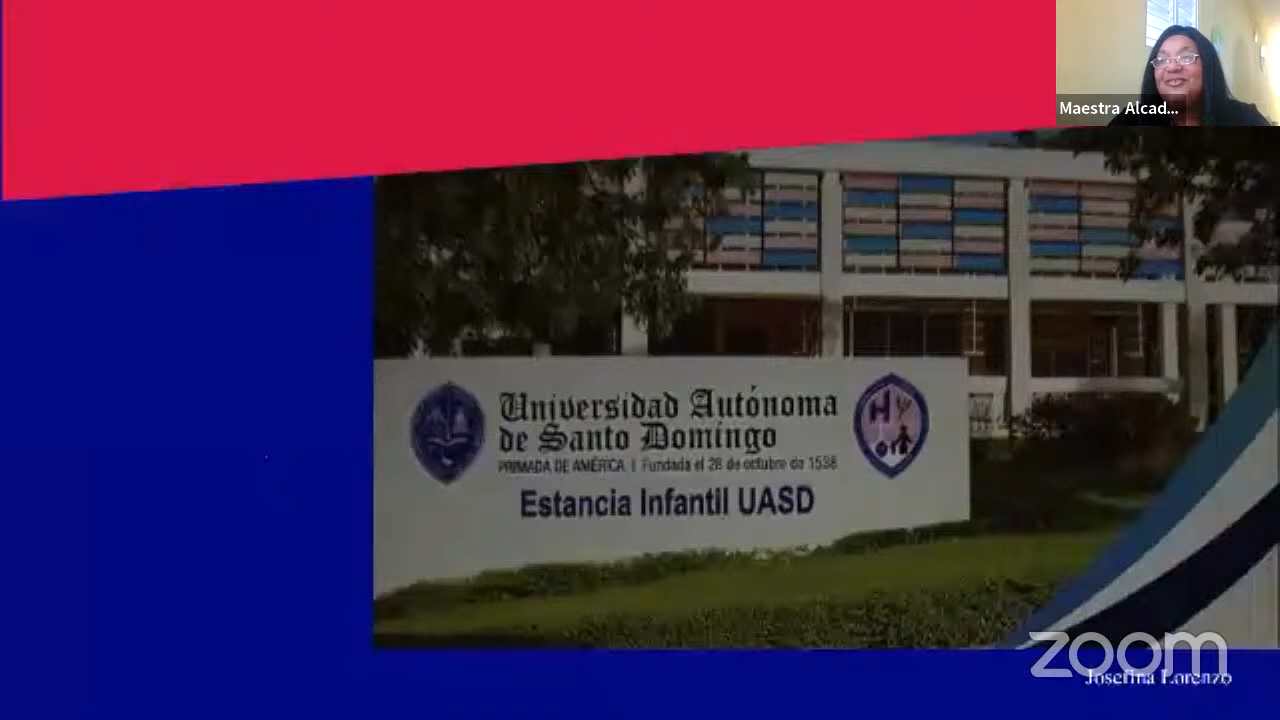 Maestra Alcad...
Universidad Autónoma
de Santo Domingo
PRIMADA DE AMÉRICA | Fundada el 28 de octubre de 1538
Estancia Infantil UASD
H
zoom
Josefina Lorenzo